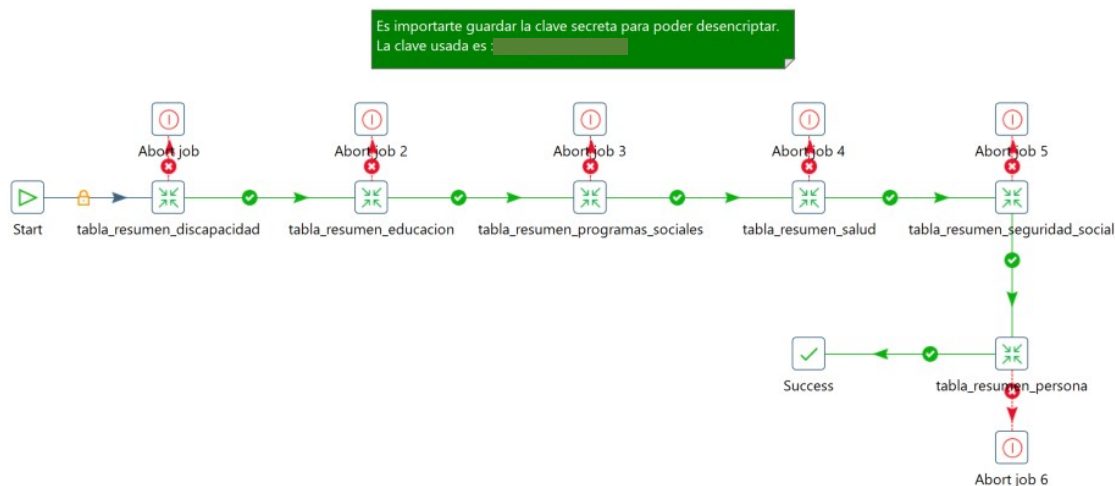 Es importarte guardar la clave secreta para poder desencriptar.
La clave usada es :
Abort job
Abort job 2
Abort job 3
Abort job 4
Abort job 5
Start
tabla_resumen_discapacidad
tabla_resumen_educacion
tabla_resumen_programas_sociales
tabla_resumen_salud
tabla_resumen_seguridad_social
Success
tabla_resumen_persona
Abort job 6